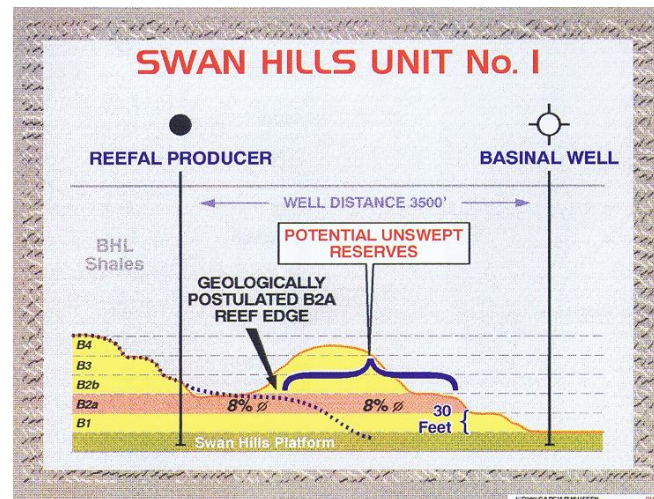 SWAN HILLS UNIT No. I
REEFAL PRODUCER
BASINAL WELL
WELL DISTANCE 3500'
BHL
Shales
POTENTIAL UNSWEPT
RESERVES
GEOLOGICALLY
POSTULATED B2A
REEF EDGE
B4
B3
B2b
B2a
8% ø
8% ø
30
Feet
B1
Swan Hills Platform